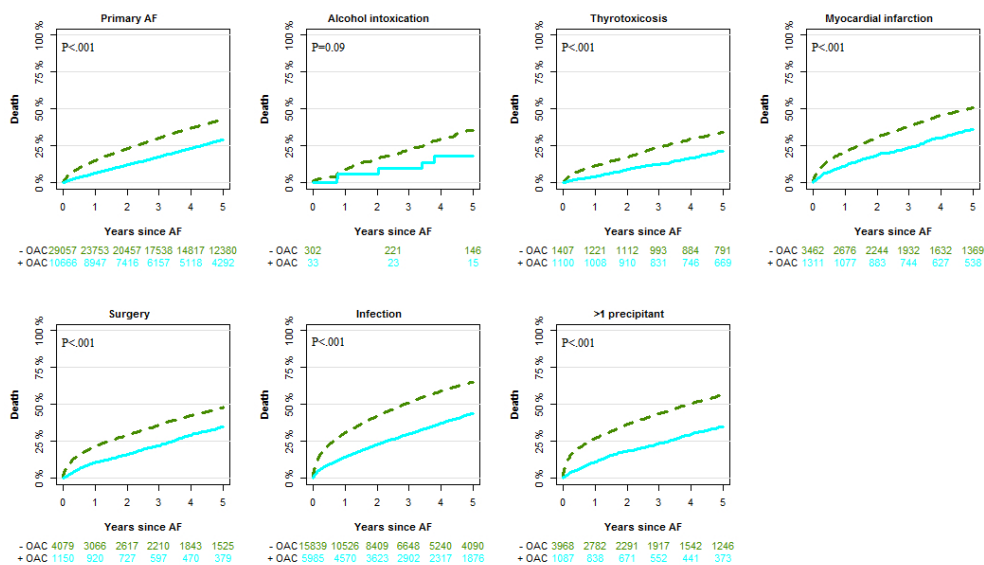 Primary AF
P<.001
100 %
75 %
50 %
25 %
0 %
Death
0 1 2 3 4 5
Years since AF
- OAC 29057 23753 20457 17538 14817 12380
+ OAC 10666 8947 7416 6157 5118 4292
Alcohol intoxication
P=0.09
100 %
75 %
50 %
25 %
0 %
Death
0 1 2 3 4 5
Years since AF
- OAC 302 221 146
+ OAC 33 23 15
Thyrotoxicosis
P<.001
100 %
75 %
50 %
25 %
0 %
Death
0 1 2 3 4 5
Years since AF
- OAC 1407 1221 1112 993 884 791
+ OAC 1100 1008 910 831 746 669
Myocardial infarction
P<.001
100 %
75 %
50 %
25 %
0 %
Death
0 1 2 3 4 5
Years since AF
- OAC 3462 2676 2244 1932 1632 1369
+ OAC 1311 1077 883 744 627 538
Surgery
P<.001
100 %
75 %
50 %
25 %
0 %
Death
0 1 2 3 4 5
Years since AF
- OAC 4079 3066 2617 2210 1843 1525
+ OAC 1150 920 727 597 470 379
Infection
P<.001
100 %
75 %
50 %
25 %
0 %
Death
0 1 2 3 4 5
Years since AF
- OAC 15839 10526 8409 6648 5240 4090
+ OAC 5965 4570 3623 2902 2317 1876
>1 precipitant
P<.001
100 %
75 %
50 %
25 %
0 %
Death
0 1 2 3 4 5
Years since AF
- OAC 3968 2782 2291 1917 1542 1246
+ OAC 1087 838 671 552 441 373